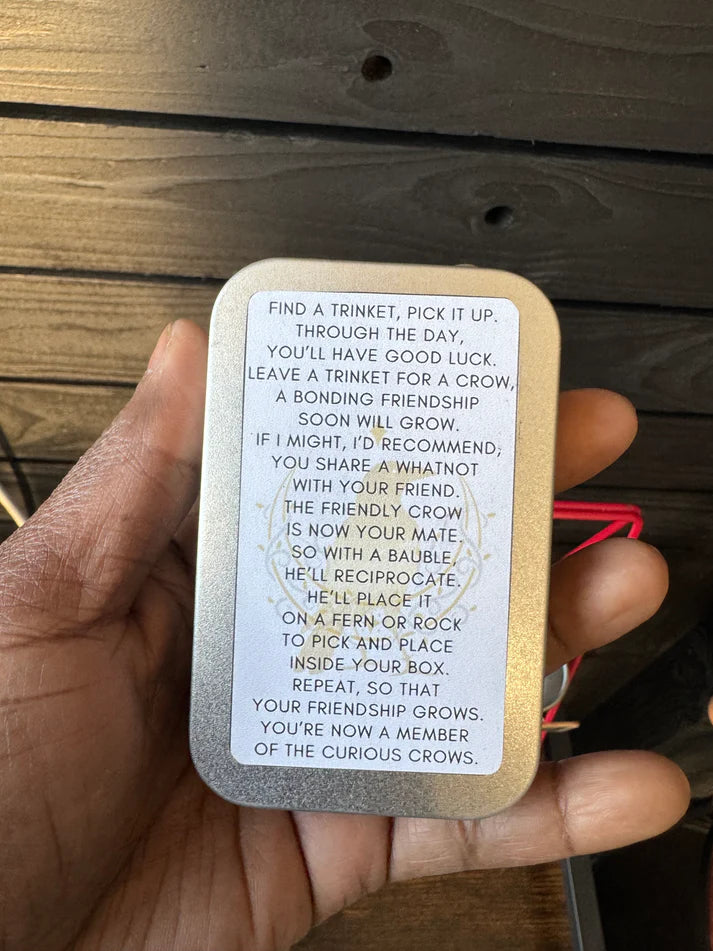 FIND A TRINKET, PICK IT UP.
THROUGH THE DAY,
YOU'LL HAVE GOOD LUCK.
LEAVE A TRINKET FOR A CROW,
A BONDING FRIENDSHIP
SOON WILL GROW.
IF I MIGHT, I'D RECOMMEND;
YOU SHARE A WHATNOT
WITH YOUR FRIEND.
THE FRIENDLY CROW
IS NOW YOUR MATE.
SO WITH A BAUBLE,
HE'LL RECIPROCATE.
HE'LL PLACE IT
ON A FERN OR ROCK
TO PICK AND PLACE
INSIDE YOUR BOX.
REPEAT, SO THAT
YOUR FRIENDSHIP GROWS.
YOU'RE NOW A MEMBER
OF THE CURIOUS CROWS.